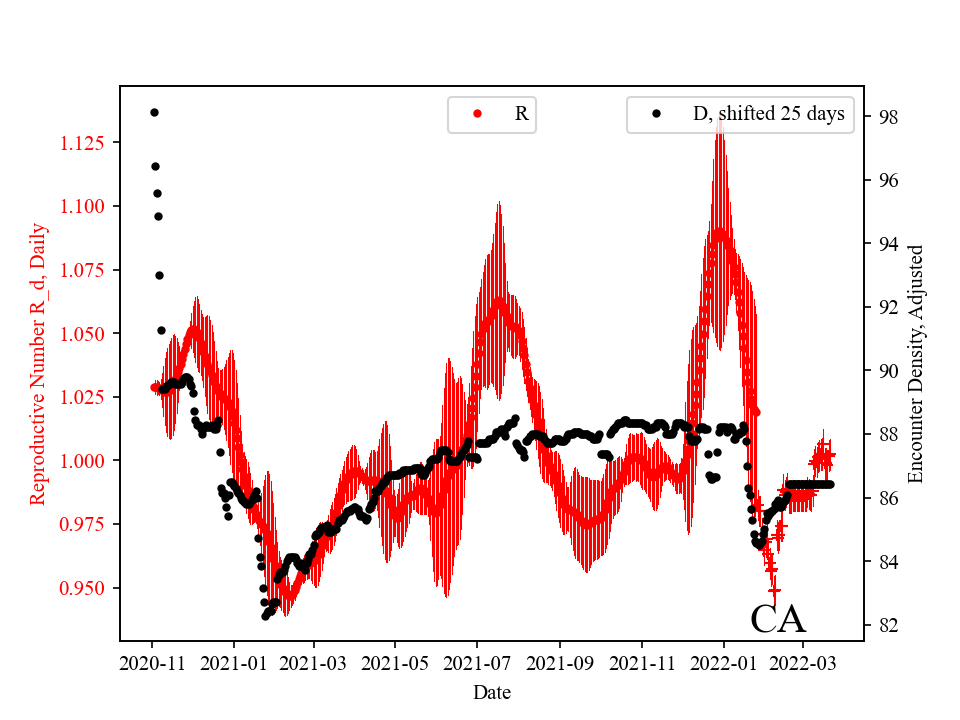 R
D, shifted 25 days
1.125
1.100
1.075
1.050
1.025
1.000
0.975
0.950
Reproductive Number R_d, Daily
98
96
94
92
90
88
86
84
82
Encounter Density, Adjusted
CA
2020-11 2021-01 2021-03 2021-05 2021-07 2021-09 2021-11 2022-01 2022-03
Date